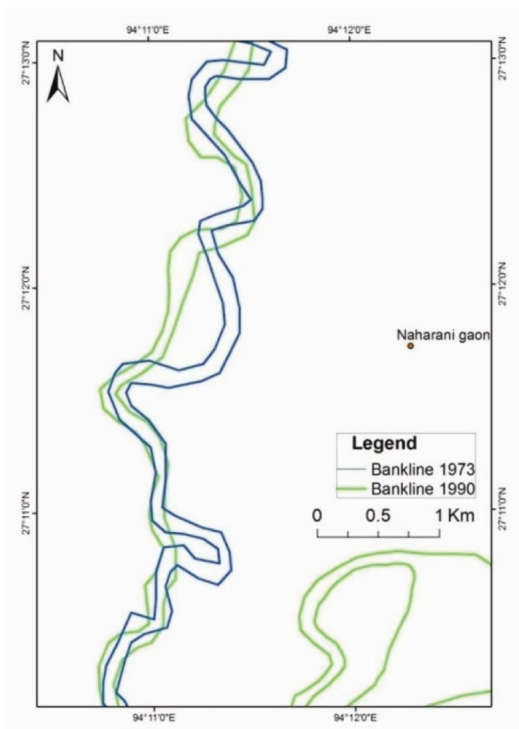 94°11'0"E
94°12'0"E
27°13'0"N
27°13'0"N
N
27°12'0"N
27°12'0"N
Naharani gaon
Legend
Bankline 1973
Bankline 1990
27°11'0"N
27°11'0"N
0 0.5 1 Km
94°11'0"E
94°12'0"E